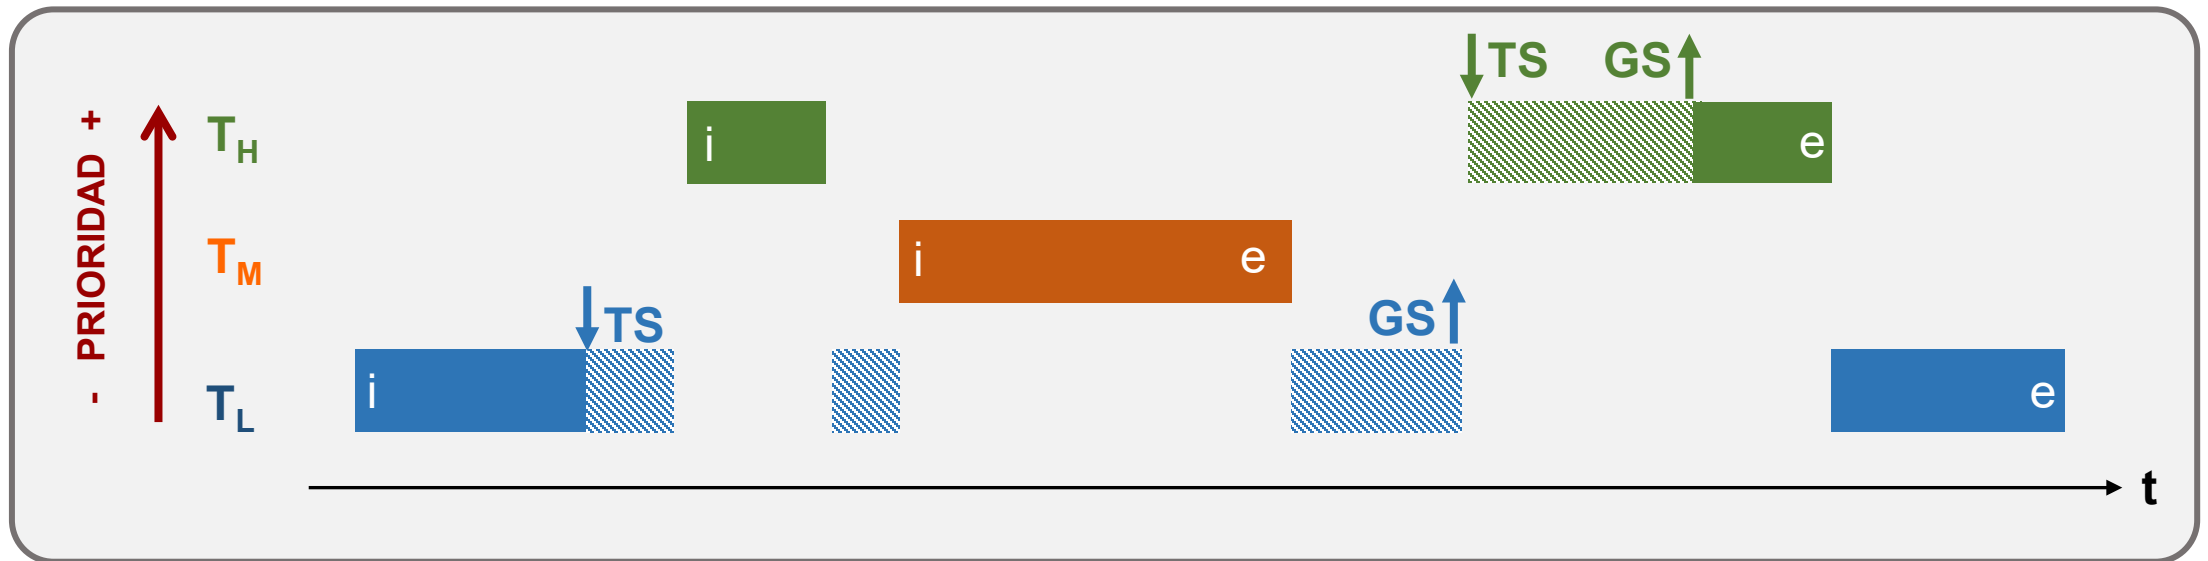 - PRIORIDAD +
TS GS
TH i e
TM i e
TS GS
TL i e
t